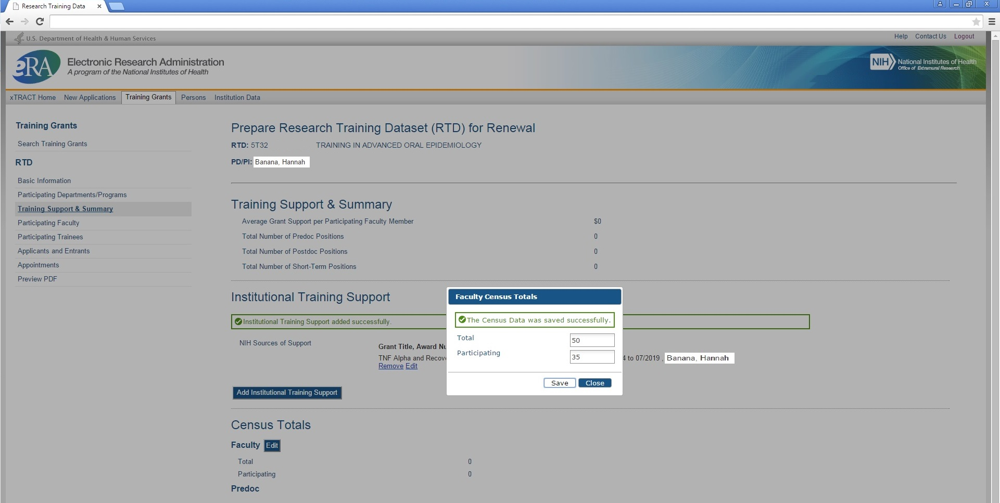 Research Training Data
U.S. Department of Health & Human Services
Help Contact Us Logout
eRA
Electronic Research Administration
A program of the National Institutes of Health
NIH National Institutes of Health
Office of Extramural Research
xTRACT Home New Applications Training Grants Persons Institution Data
Training Grants
Search Training Grants
RTD
Basic Information
Participating Departments/Programs
Training Support & Summary
Participating Faculty
Participating Trainees
Applicants and Entrants
Appointments
Preview PDF
Prepare Research Training Dataset (RTD) for Renewal
RTD: 5T32 TRAINING IN ADVANCED ORAL EPIDEMIOLOGY
PD/PI: Banana, Hannah
Training Support & Summary
Average Grant Support per Participating Faculty Member $0
Total Number of Predoc Positions 0
Total Number of Postdoc Positions 0
Total Number of Short-Term Positions 0
Institutional Training Support
Institutional Training Support added successfully.
NIH Sources of Support
Grant Title, Award
TNF Alpha and 4 to 07/2019 , Banana, Hannah
Remove Edit
Add Institutional Training Support
Faculty Census Totals
The Census Data was saved successfully.
Total 50
Participating 35
Save Close
Census Totals
Faculty Edit
Total 0
Participating 0
Predoc